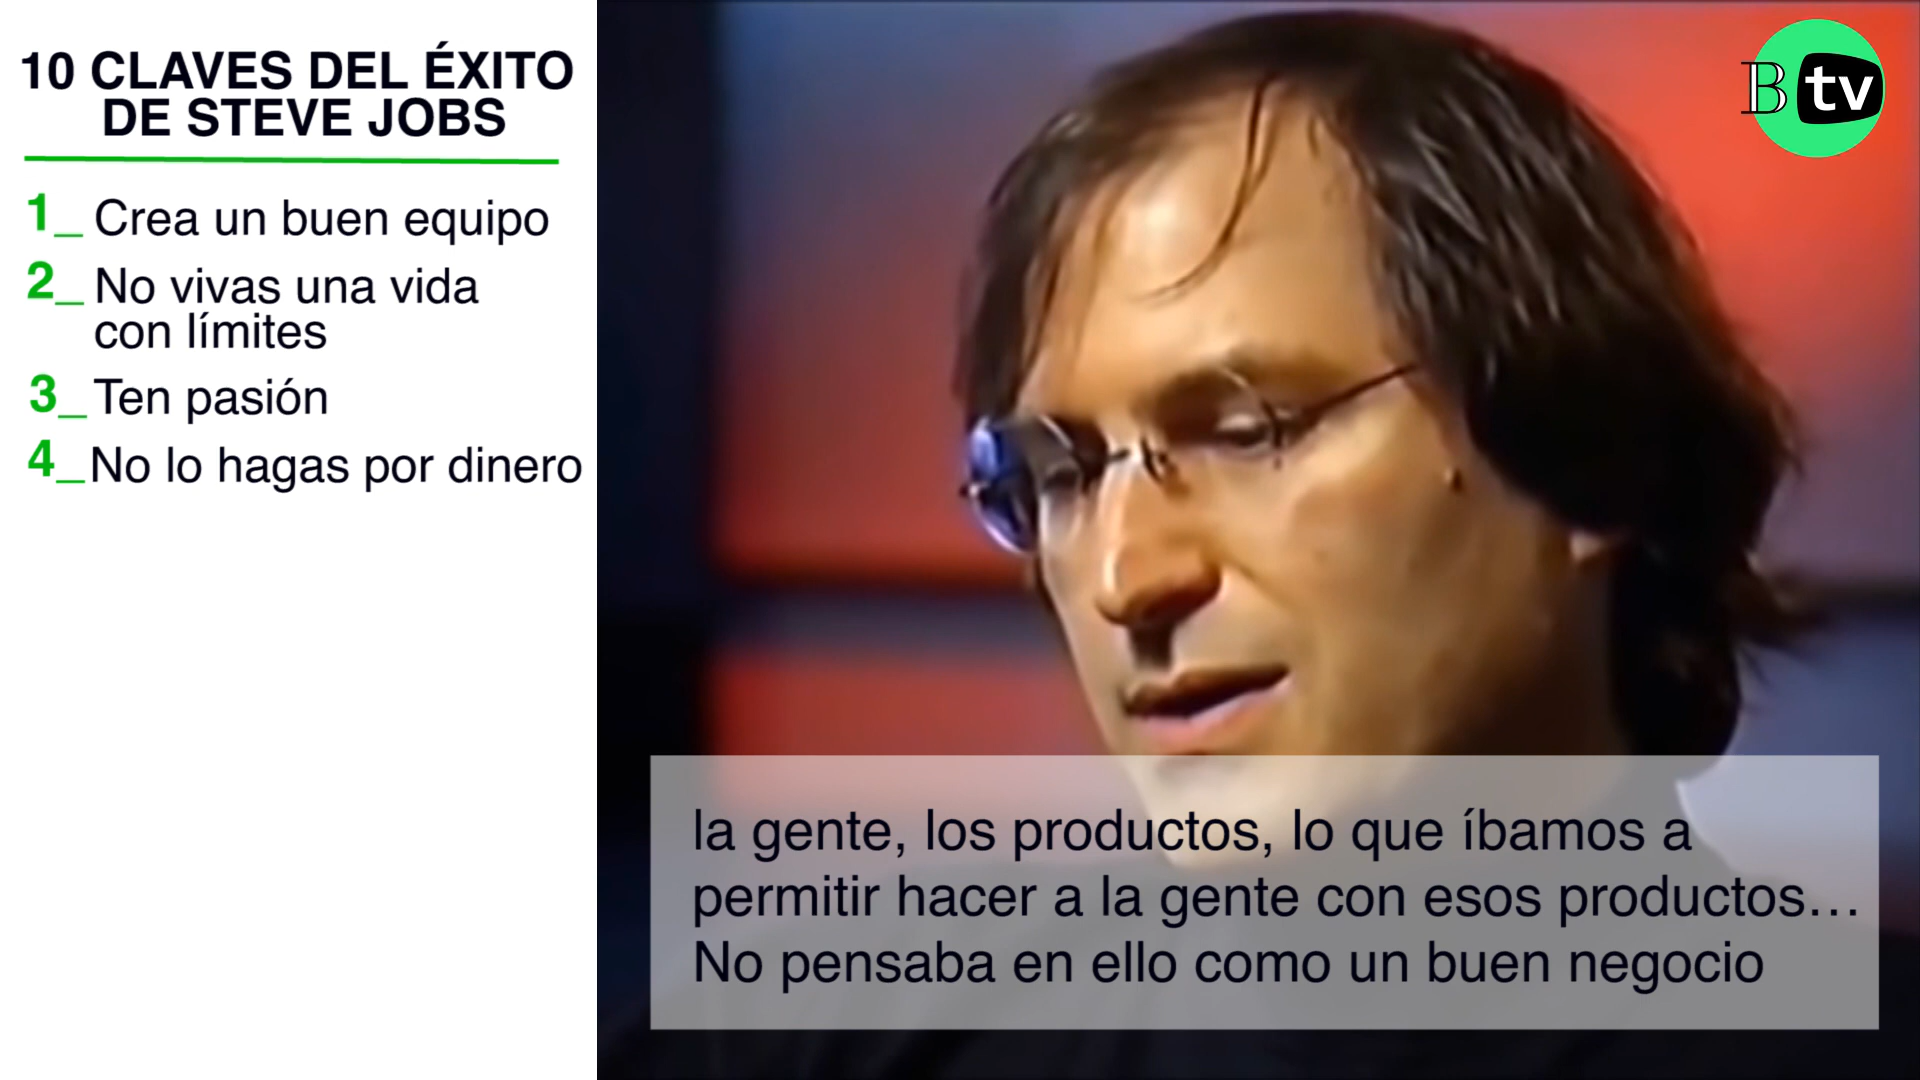 10 CLAVES DEL ÉXITO
DE STEVE JOBS
1_ Crea un buen equipo
2_ No vivas una vida
con límites
3_ Ten pasión
4_ No lo hagas por dinero
B tv
la gente, los productos, lo que íbamos a
permitir hacer a la gente con esos productos…
No pensaba en ello como un buen negocio